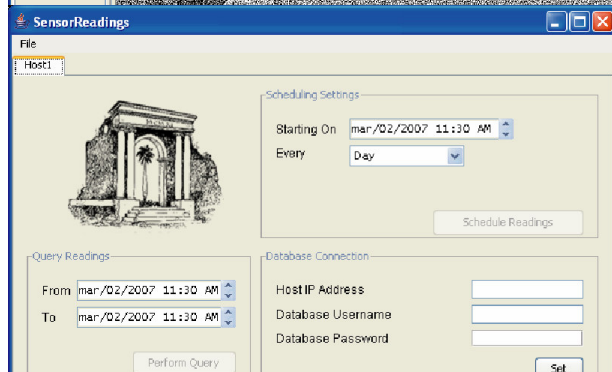 SensorReadings
File
Host1
Scheduling Settings
Starting On mar/02/2007 11:30 AM
Every Day
Schedule Readings
Query Readings
From mar/02/2007 11:30 AM
To mar/02/2007 11:30 AM
Perform Query
Database Connection
Host IP Address
Database Username
Database Password
Set